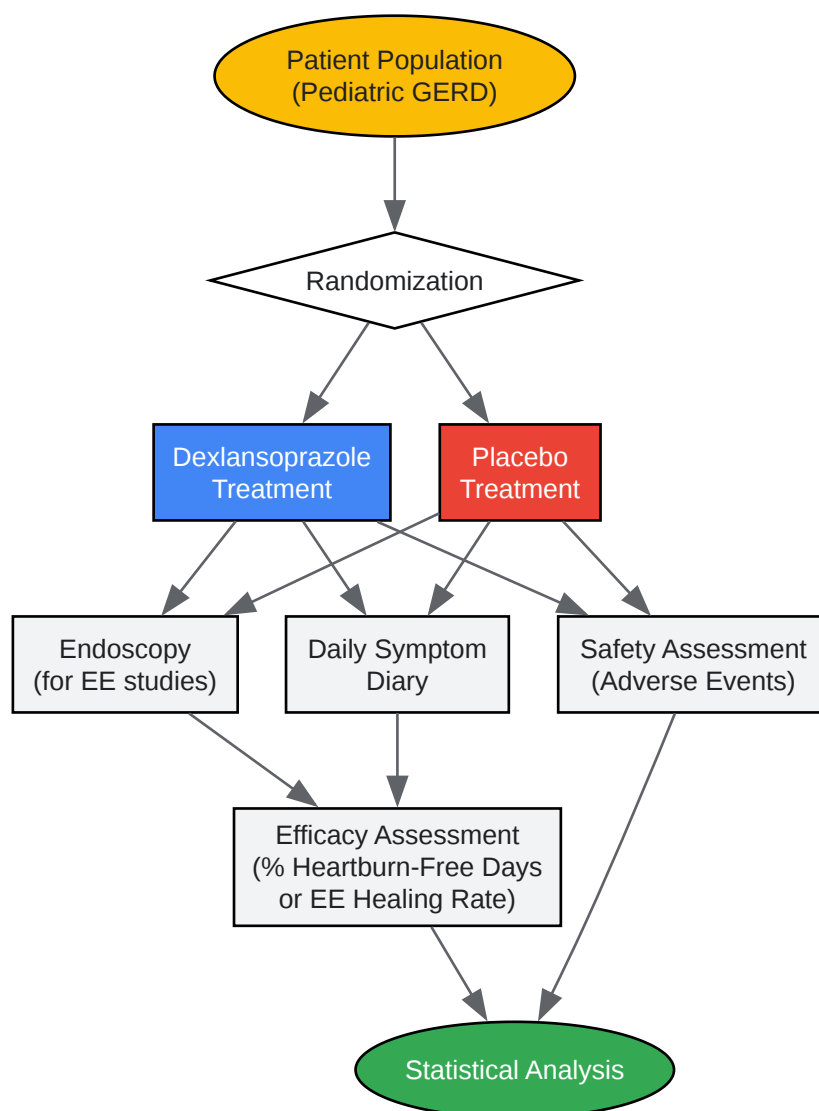 Patient Population
(Pediatric GERD)
Randomization
Dexlansoprazole
Treatment
Placebo
Treatment
Endoscopy
(for EE studies)
Daily Symptom
Diary
Safety Assessment
(Adverse Events)
Efficacy Assessment
(% Heartburn-Free Days
or EE Healing Rate)
Statistical Analysis